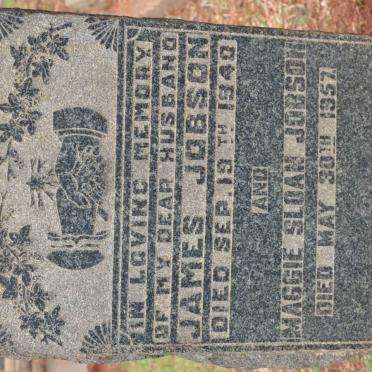 IN LOVING MEMORY
OF MY DEAR HUSBAND
JAMES JOBSON
DIED SEP 19TH 1940
AND
MAGGIE SLOAN JOBSON
DIED MAY 30TH 1957